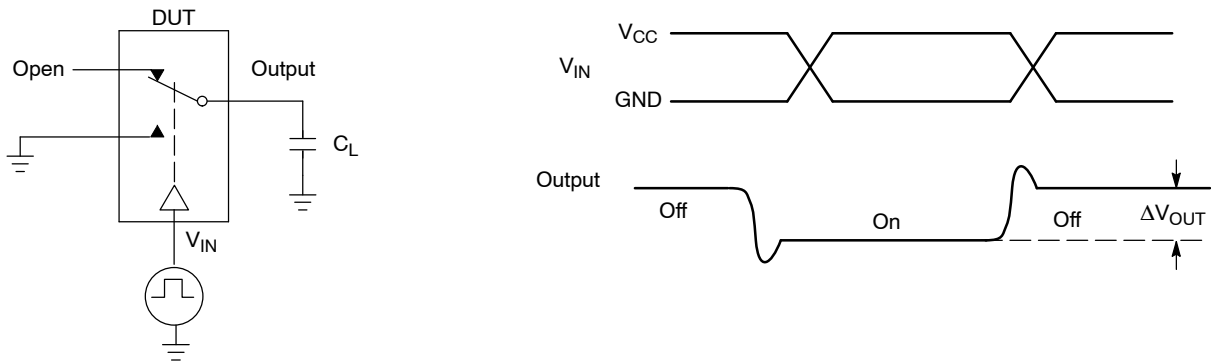 DUT
Open
Output
C_L
V_IN
V_CC
V_IN
GND
Output
Off
On
Off
ΔV_OUT